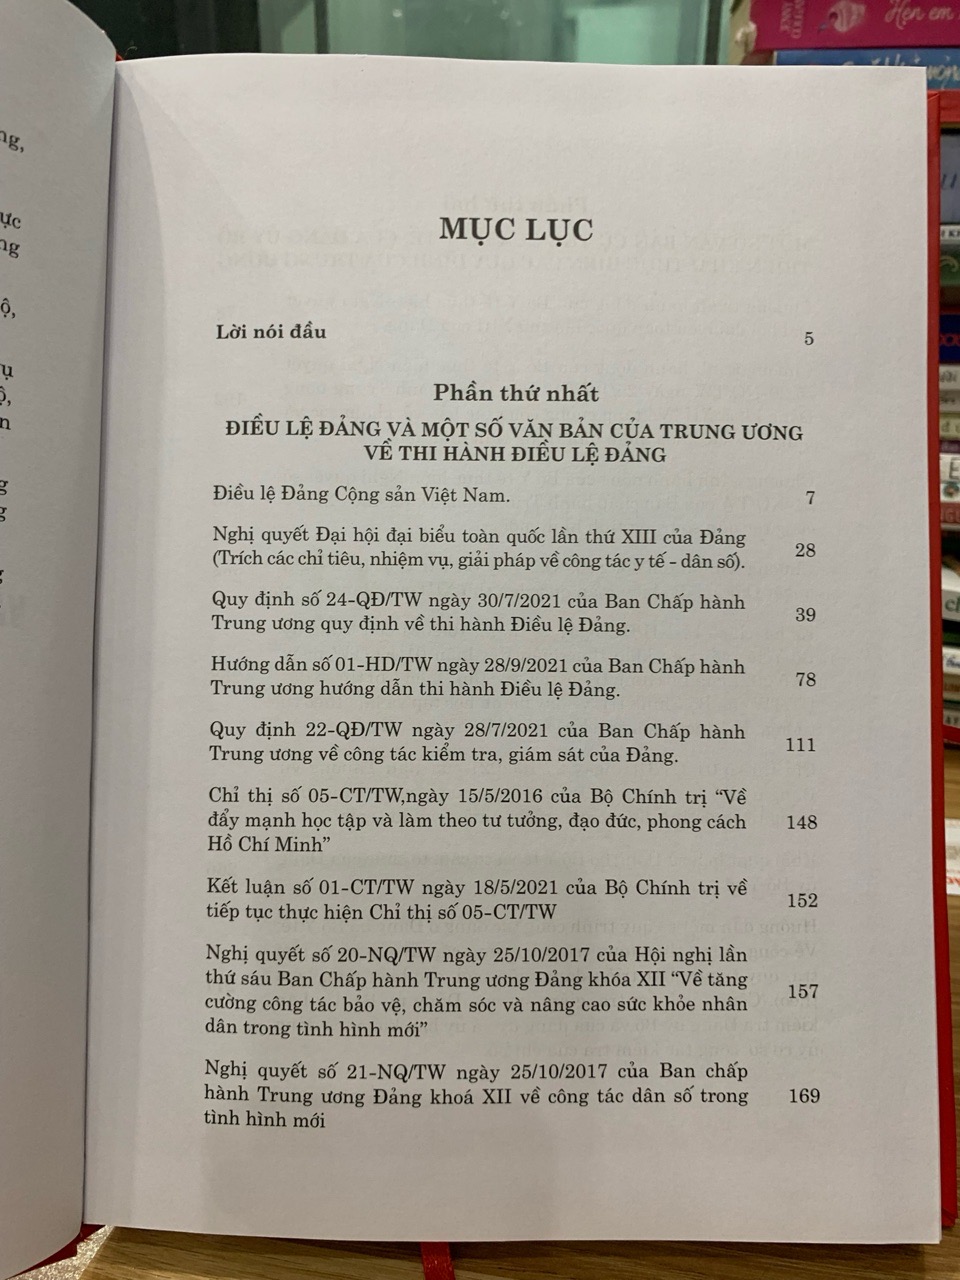 MỤC LỤC
Lời nói đầu 5
Phần thứ nhất
ĐIỀU LỆ ĐẢNG VÀ MỘT SỐ VĂN BẢN CỦA TRUNG ƯƠNG
VỀ THI HÀNH ĐIỀU LỆ ĐẢNG
Điều lệ Đảng Cộng sản Việt Nam. 7
Nghị quyết Đại hội đại biểu toàn quốc lần thứ XIII của Đảng
(Trích các chỉ tiêu, nhiệm vụ, giải pháp về công tác y tế - dân số). 28
Quy định số 24-QĐ/TW ngày 30/7/2021 của Ban Chấp hành
Trung ương quy định về thi hành Điều lệ Đảng. 39
Hướng dẫn số 01-HD/TW ngày 28/9/2021 của Ban Chấp hành
Trung ương hướng dẫn thi hành Điều lệ Đảng. 78
Quy định 22-QĐ/TW ngày 28/7/2021 của Ban Chấp hành
Trung ương về công tác kiểm tra, giám sát của Đảng. 111
Chỉ thị số 05-CT/TW,ngày 15/5/2016 của Bộ Chính trị “Về
đẩy mạnh học tập và làm theo tư tưởng, đạo đức, phong cách 148
Hồ Chí Minh”
Kết luận số 01-CT/TW ngày 18/5/2021 của Bộ Chính trị về
tiếp tục thực hiện Chỉ thị số 05-CT/TW 152
Nghị quyết số 20-NQ/TW ngày 25/10/2017 của Hội nghị lần
thứ sáu Ban Chấp hành Trung ương Đảng khóa XII “Về tăng
cường công tác bảo vệ, chăm sóc và nâng cao sức khỏe nhân 157
dân trong tình hình mới”
Nghị quyết số 21-NQ/TW ngày 25/10/2017 của Ban chấp
hành Trung ương Đảng khoá XII về công tác dân số trong 169
tình hình mới
Hẹn em